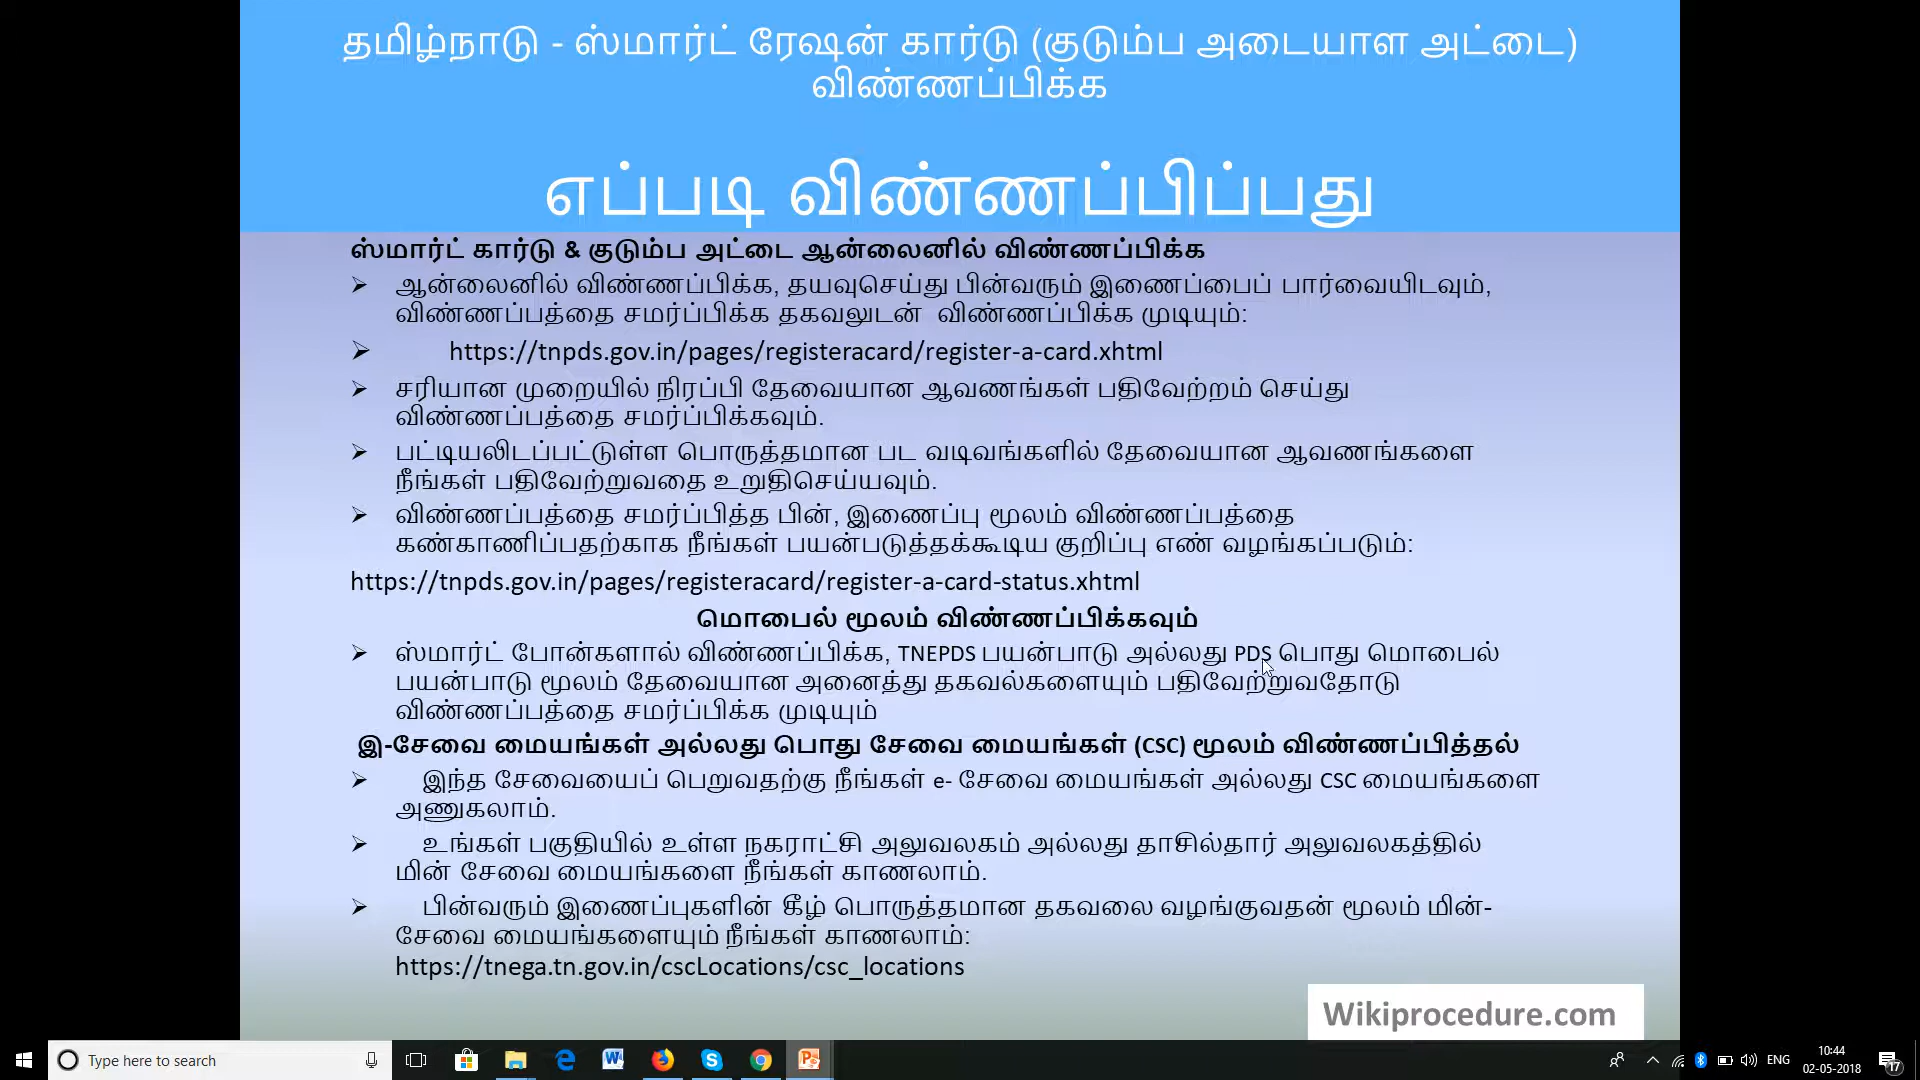 தமிழ்நாடு - ஸ்மார்ட் ரேஷன் கார்டு (குடும்ப அடையாள அட்டை)
விண்ணப்பிக்க
எப்படி விண்ணப்பிப்பது
ஸ்மார்ட் கார்டு & குடும்ப அட்டை ஆன்லைனில் விண்ணப்பிக்க
➢ ஆன்லைனில் விண்ணப்பிக்க, தயவுசெய்து பின்வரும் இணைப்பைப் பார்வையிடவும்,
விண்ணப்பத்தை சமர்ப்பிக்க தகவலுடன் விண்ணப்பிக்க முடியும்:
➢ https://tnpds.gov.in/pages/registeracard/register-a-card.xhtml
➢ சரியான முறையில் நிரப்பி தேவையான ஆவணங்கள் பதிவேற்றம் செய்து
விண்ணப்பத்தை சமர்ப்பிக்கவும்.
➢ பட்டியலிடப்பட்டுள்ள பொருத்தமான பட வடிவங்களில் தேவையான ஆவணங்களை
நீங்கள் பதிவேற்றுவதை உறுதிசெய்யவும்.
➢ விண்ணப்பத்தை சமர்ப்பித்த பின், இணைப்பு மூலம் விண்ணப்பத்தை
கண்காணிப்பதற்காக நீங்கள் பயன்படுத்தக்கூடிய குறிப்பு எண் வழங்கப்படும்:
https://tnpds.gov.in/pages/registeracard/register-a-card-status.xhtml
மொபைல் மூலம் விண்ணப்பிக்கவும்
➢ ஸ்மார்ட் போன்களால் விண்ணப்பிக்க, TNEPDS பயன்பாடு அல்லது PDS பொது மொபைல்
பயன்பாடு மூலம் தேவையான அனைத்து தகவல்களையும் பதிவேற்றுவதோடு
விண்ணப்பத்தை சமர்ப்பிக்க முடியும்
இ-சேவை மையங்கள் அல்லது பொது சேவை மையங்கள் (CSC) மூலம் விண்ணப்பித்தல்
➢ இந்த சேவையைப் பெறுவதற்கு நீங்கள் e- சேவை மையங்கள் அல்லது CSC மையங்களை
அணுகலாம்.
➢ உங்கள் பகுதியில் உள்ள நகராட்சி அலுவலகம் அல்லது தாசில்தார் அலுவலகத்தில்
மின் சேவை மையங்களை நீங்கள் காணலாம்.
➢ பின்வரும் இணைப்புகளின் கீழ் பொருத்தமான தகவலை வழங்குவதன் மூலம் மின்-
சேவை மையங்களையும் நீங்கள் காணலாம்:
https://tnega.tn.gov.in/cscLocations/csc_locations
Wikiprocedure.com
Type here to search
ENG
10:44
02-05-2018
17